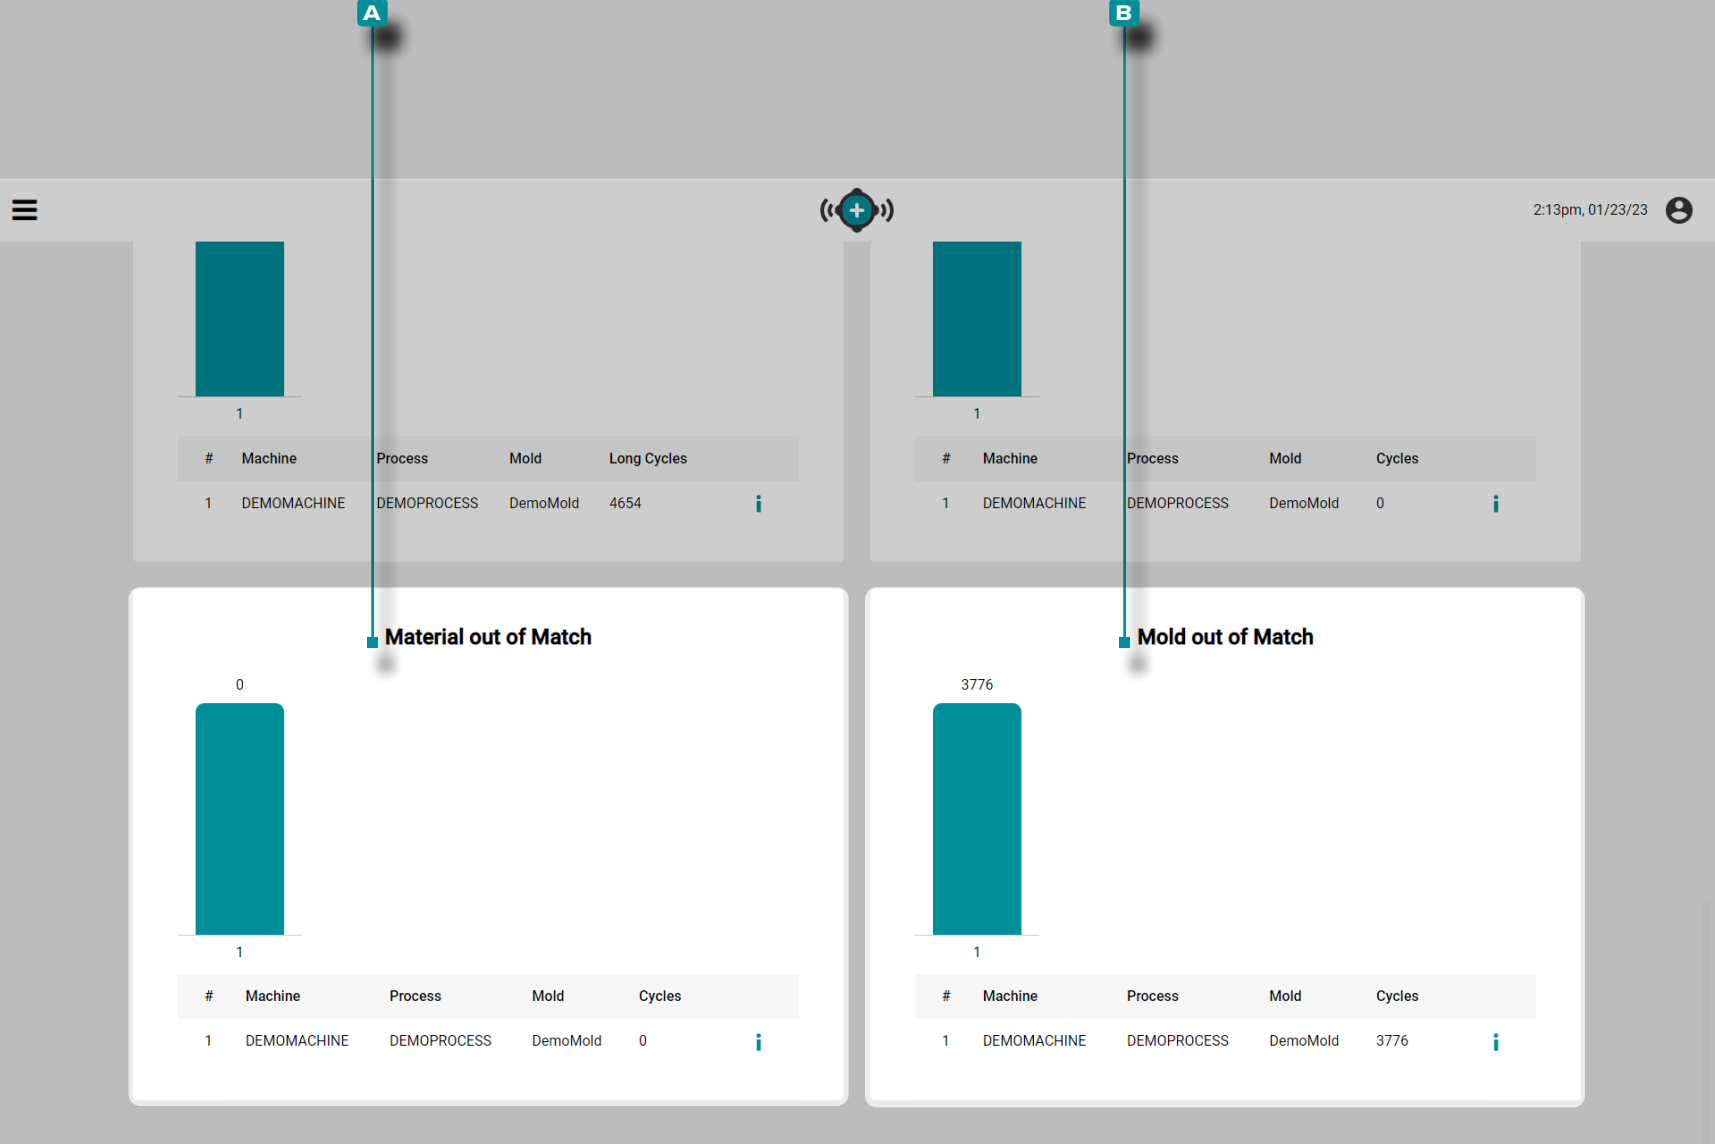 A
B
2:13pm, 01/23/23
1
# Machine Process Mold Long Cycles
1 DEMOMACHINE DEMOPROCESS DemoMold 4654
1
# Machine Process Mold Cycles
1 DEMOMACHINE DEMOPROCESS DemoMold 0
Material out of Match
0
1
# Machine Process Mold Cycles
1 DEMOMACHINE DEMOPROCESS DemoMold 0
Mold out of Match
3776
1
# Machine Process Mold Cycles
1 DEMOMACHINE DEMOPROCESS DemoMold 3776